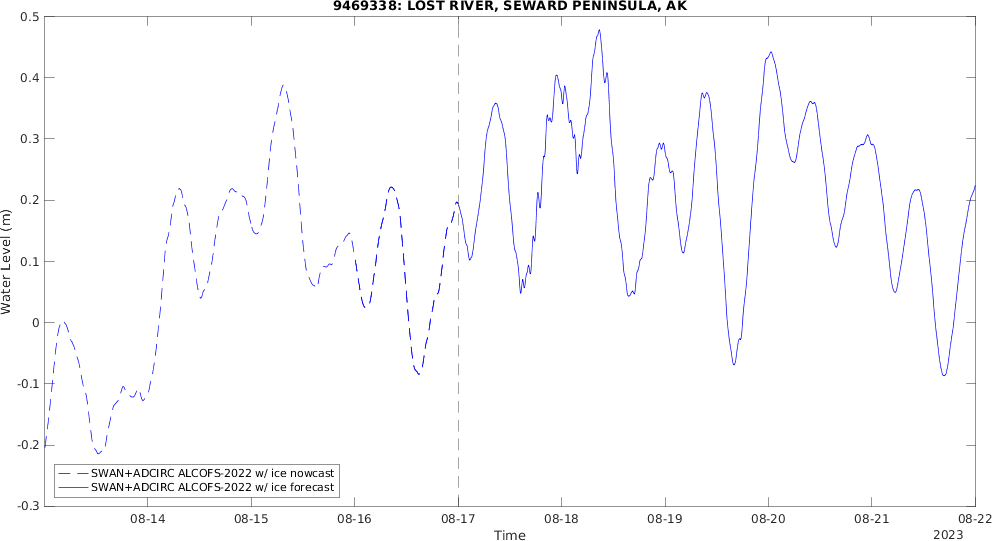 9469338: LOST RIVER, SEWARD PENINSULA, AK
Water Level (m)
0.5
0.4
0.3
0.2
0.1
0
-0.1
-0.2
-0.3
SWAN+ADCIRC ALCOFS-2022 w/ ice nowcast
SWAN+ADCIRC ALCOFS-2022 w/ ice forecast
08-14 08-15 08-16 08-17 08-18 08-19 08-20 08-21 08-22
Time
2023